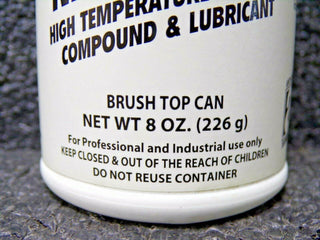 HIGH TEMPERATURE
COMPOUND & LUBRICANT
BRUSH TOP CAN
NET WT 8 OZ. (226 g)
For Professional and Industrial use only
KEEP CLOSED & OUT OF THE REACH OF CHILDREN
DO NOT REUSE CONTAINER